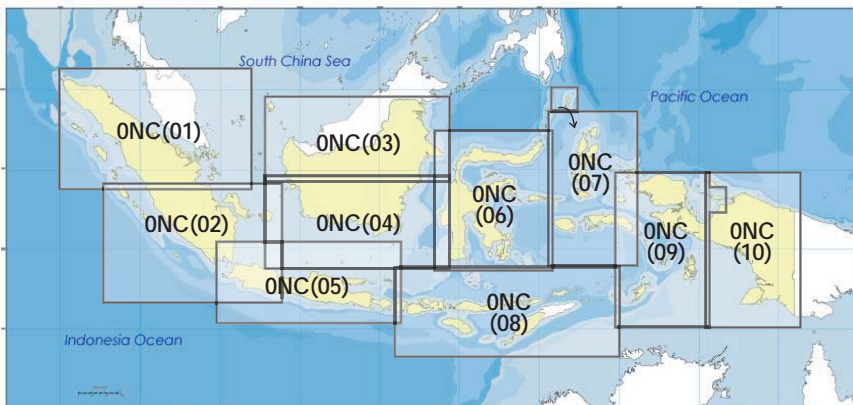 South China Sea
Pacific Ocean
0NC(01)
0NC(03)
0NC
(07)
0NC(02)
0NC(04)
0NC
(06)
0NC
(09)
0NC
(10)
0NC(05)
0NC
(08)
Indonesia Ocean